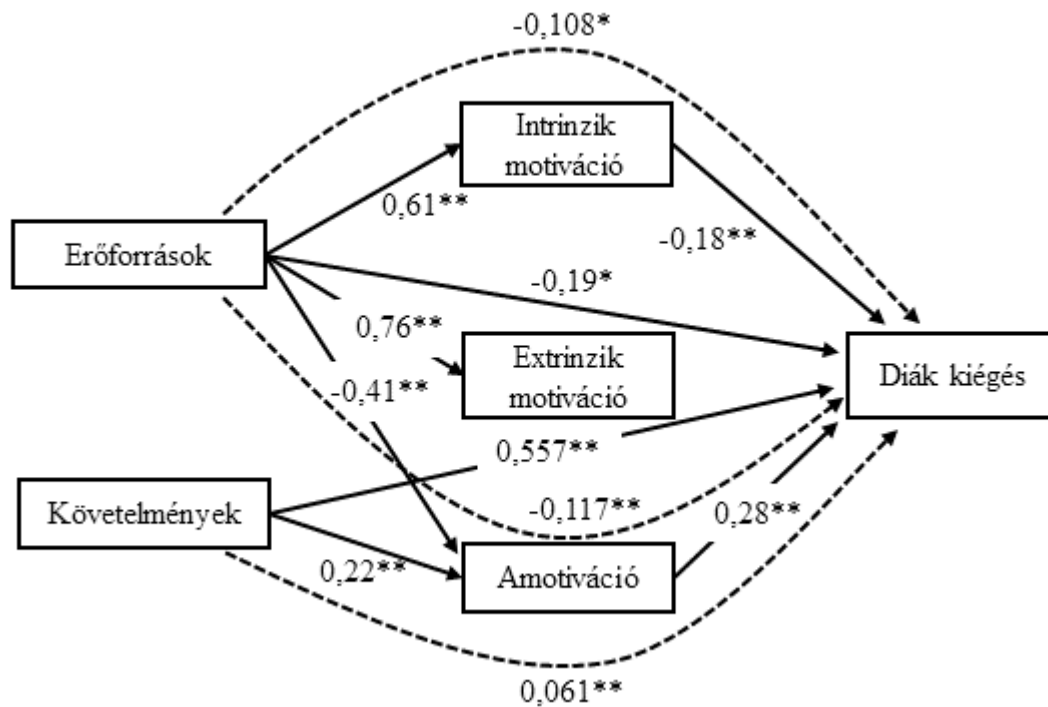 -0,108*
Intrinzik
motiváció
0,61**
-0,18**
Erőforrások
-0,19*
0,76**
Extrinzik
motiváció
Diák kiégés
-0,41**
0,557**
Követelmények
-0,117**
0,28**
0,22**
Amotiváció
0,061**